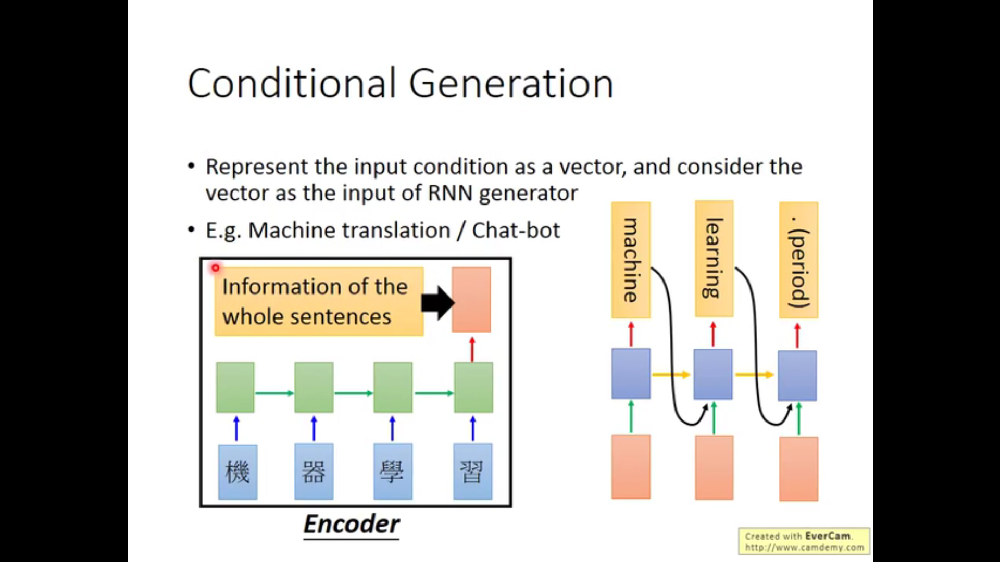 Conditional Generation
• Represent the input condition as a vector, and consider the
vector as the input of RNN generator
• E.g. Machine translation / Chat-bot
Information of the
whole sentences
機 器 學 習
Encoder
machine
learning
. (period)
Created with EverCam.
http://www.camdemy.com